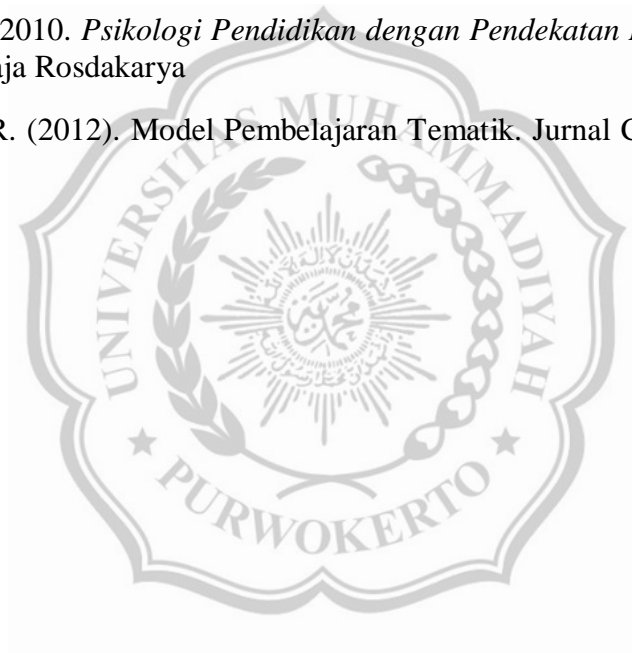 2010. Psikologi Pendidikan dengan Pendekatan
aja Rosdakarya
R. (2012). Model Pembelajaran Tematik. Jurnal
UNIVERSITAS MUHAMMADIYAH
PURWOKERTO